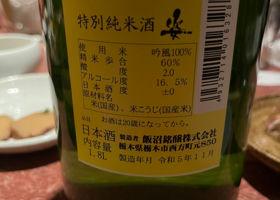 特別純米酒 姿
使用米 吟風100%
精米歩合 60%
酸度 2.0
アルコール度 16.5%
日本酒度 ±0
原材料名
米(国産)、米こうじ(国産米)
お酒は20歳になってから。
日本酒
内容量 1.8L
製造者 飯沼銘醸株式会社
栃木県栃木市西方町元850
製造年月 令和5年11月